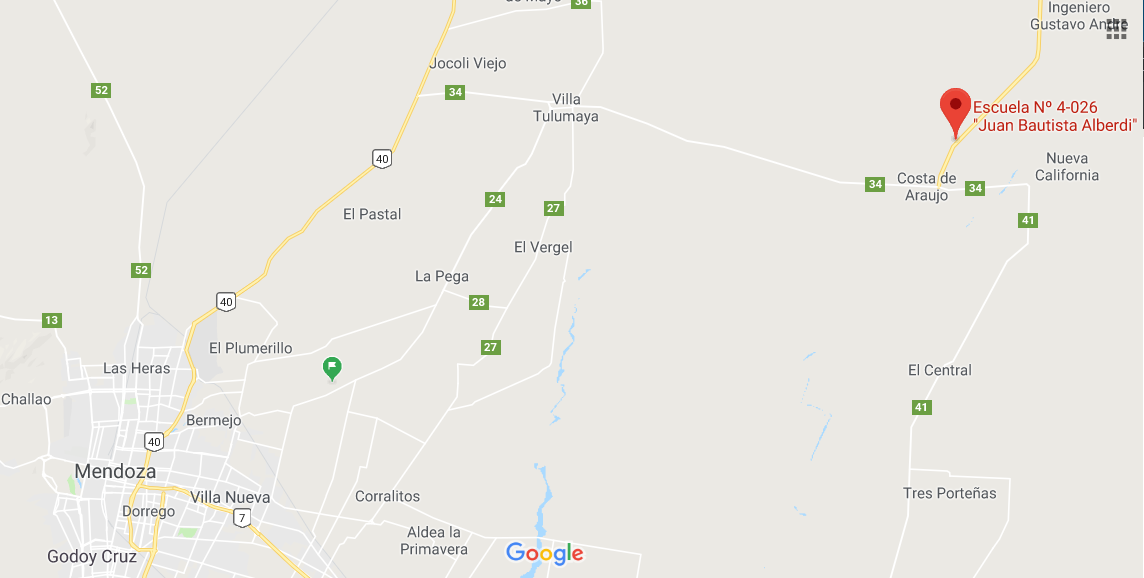 de Mayo
36
Ingeniero
Gustavo André
Jocoli Viejo
52
34
Villa
Tulumaya
Escuela Nº 4-026
"Juan Bautista Alberdi"
40
Nueva
California
34
Costa de
Araujo
34
24
27
El Pastal
41
El Vergel
52
La Pega
28
40
13
27
El Plumerillo
Las Heras
El Central
Challao
41
Bermejo
40
Mendoza
Villa Nueva
Corralitos
Tres Porteñas
Dorrego
7
Aldea la
Primavera
Godoy Cruz
Google